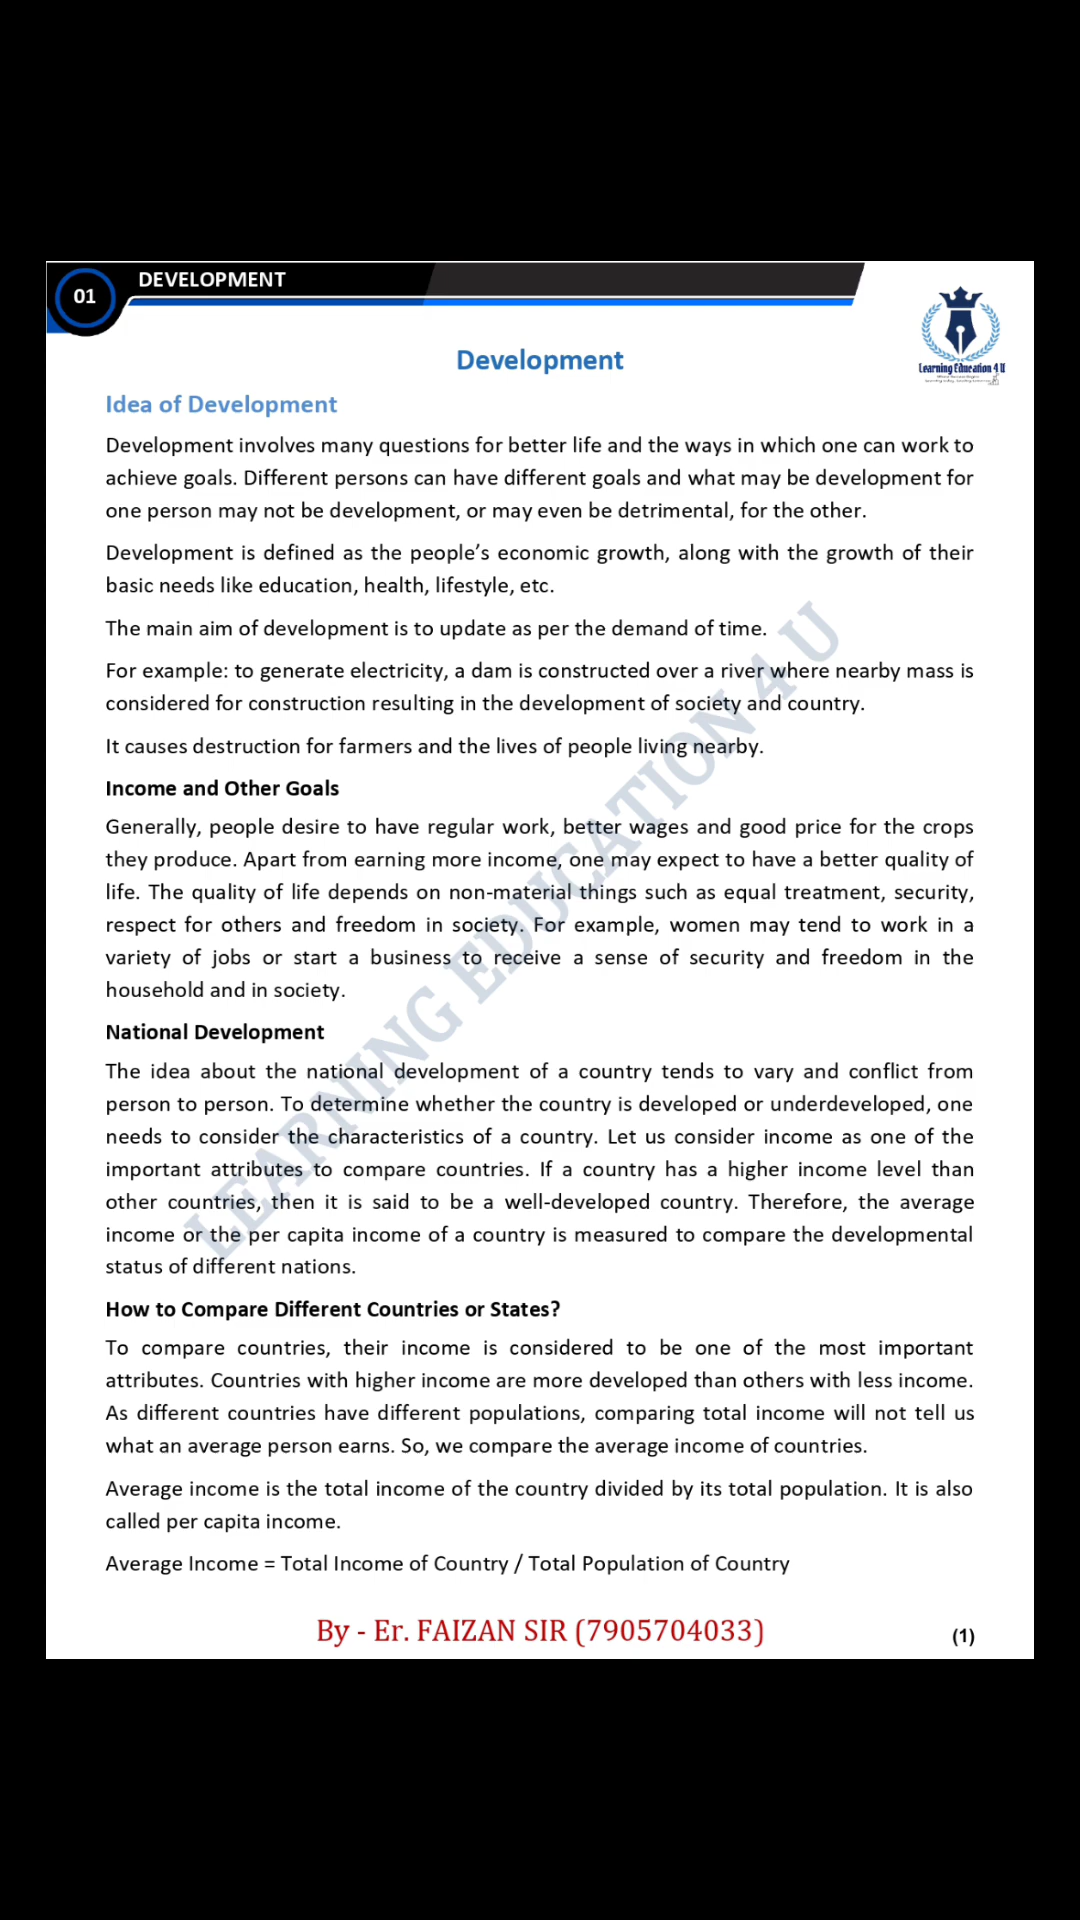 01
DEVELOPMENT
Learning Education 4 U
Development
Idea of Development
Development involves many questions for better life and the ways in which one can work to
achieve goals. Different persons can have different goals and what may be development for
one person may not be development, or may even be detrimental, for the other.
Development is defined as the people’s economic growth, along with the growth of their
basic needs like education, health, lifestyle, etc.
The main aim of development is to update as per the demand of time.
For example: to generate electricity, a dam is constructed over a river where nearby mass is
considered for construction resulting in the development of society and country.
It causes destruction for farmers and the lives of people living nearby.
Income and Other Goals
Generally, people desire to have regular work, better wages and good price for the crops
they produce. Apart from earning more income, one may expect to have a better quality of
life. The quality of life depends on non-material things such as equal treatment, security,
respect for others and freedom in society. For example, women may tend to work in a
variety of jobs or start a business to receive a sense of security and freedom in the
household and in society.
National Development
The idea about the national development of a country tends to vary and conflict from
person to person. To determine whether the country is developed or underdeveloped, one
needs to consider the characteristics of a country. Let us consider income as one of the
important attributes to compare countries. If a country has a higher income level than
other countries, then it is said to be a well-developed country. Therefore, the average
income or the per capita income of a country is measured to compare the developmental
status of different nations.
How to Compare Different Countries or States?
To compare countries, their income is considered to be one of the most important
attributes. Countries with higher income are more developed than others with less income.
As different countries have different populations, comparing total income will not tell us
what an average person earns. So, we compare the average income of countries.
Average income is the total income of the country divided by its total population. It is also
called per capita income.
Average Income = Total Income of Country / Total Population of Country
LEARNING EDUCATION 4 U
By - Er. FAIZAN SIR (7905704033)
(1)